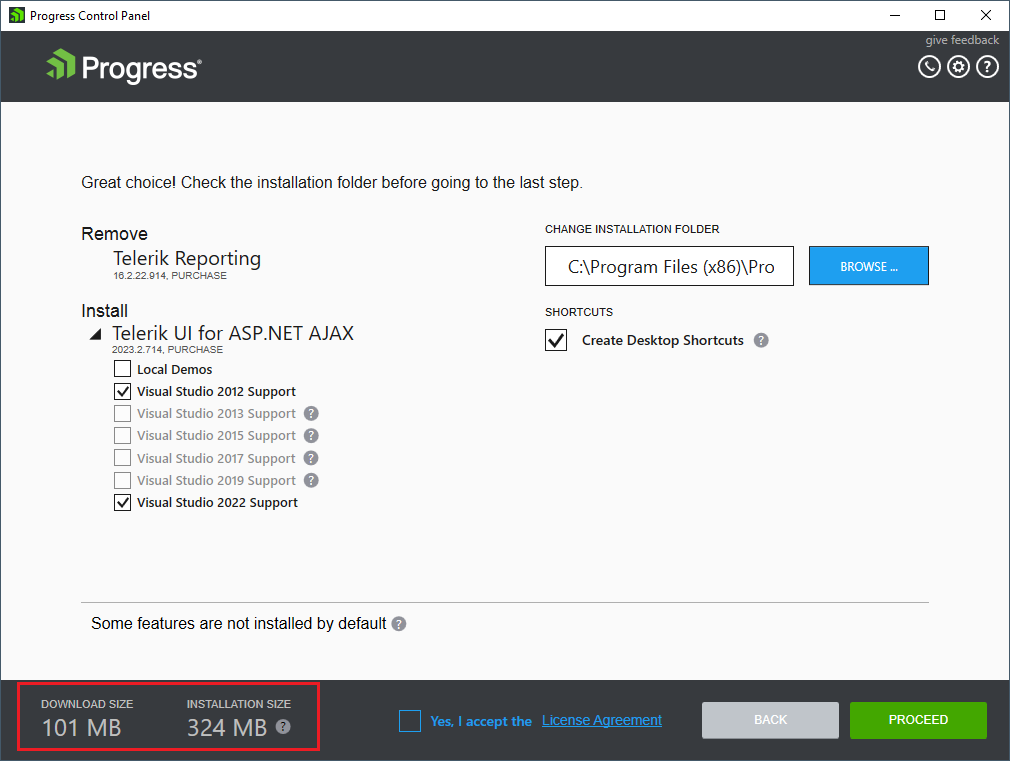 Progress Control Panel
give feedback
Progress®
Great choice! Check the installation folder before going to the last step.
Remove
Telerik Reporting
16.2.22.914, PURCHASE
Install
Telerik UI for ASP.NET AJAX
2023.2.714, PURCHASE
Local Demos
Visual Studio 2012 Support
Visual Studio 2013 Support ?
Visual Studio 2015 Support ?
Visual Studio 2017 Support ?
Visual Studio 2019 Support ?
Visual Studio 2022 Support
CHANGE INSTALLATION FOLDER
C:\Program Files (x86)\Pro
BROWSE ...
SHORTCUTS
Create Desktop Shortcuts ?
Some features are not installed by default ?
DOWNLOAD SIZE
101 MB
INSTALLATION SIZE
324 MB ?
Yes, I accept the License Agreement
BACK
PROCEED